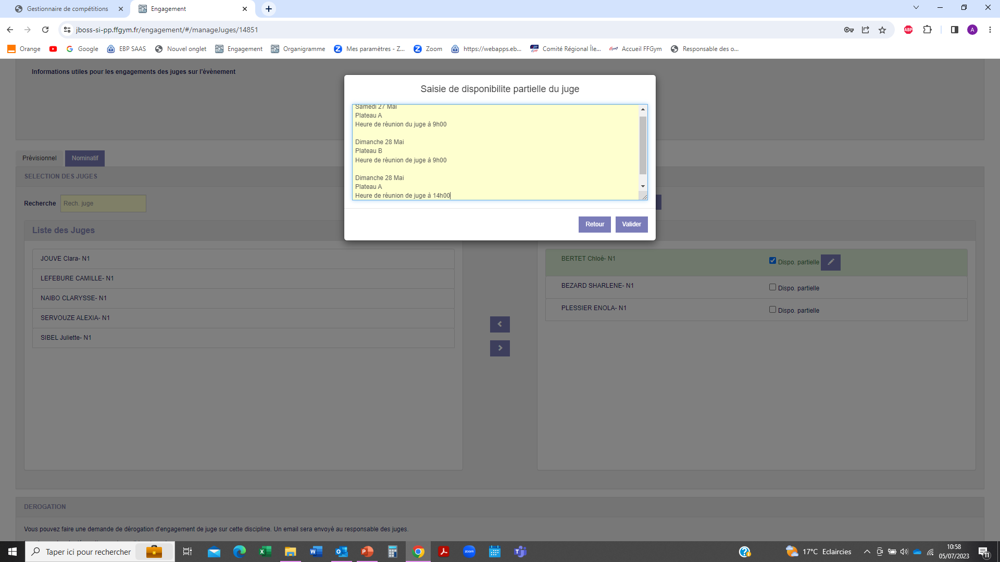 Gestionnaire de compétitions
Engagement
jboss-si-pp.ffgym.fr/engagement/#/manageJuges/14851
ABP
A
Orange
Google
EBP SAAS
Nouvel onglet
Engagement
Organigramme
Mes paramètres - Z...
Zoom
https://webapps.eb...
Comité Régional Île...
Accueil FFGym
Responsable des o...
Informations utiles pour les engagements des juges sur l'évènement
Saisie de disponibilite partielle du juge
Samedi 27 Mai
Plateau A
Heure de réunion du juge à 9h00
Dimanche 28 Mai
Plateau B
Heure de réunion de juge à 9h00
Dimanche 28 Mai
Plateau A
Heure de réunion de juge à 14h00
Retour
Valider
Prévisionnel
Nominatif
SELECTION DES JUGES
Recherche
Rech. juge
Liste des Juges
JOUVE Clara- N1
LEFEBURE CAMILLE- N1
NAIBO CLARYSSE- N1
SERVOUZE ALEXIA- N1
SIBEL Juliette- N1
BERTET Chloé- N1
Dispo. partielle
BEZARD SHARLENE- N1
Dispo. partielle
PLESSIER ENOLA- N1
Dispo. partielle
DEROGATION
Vous pouvez faire une demande de dérogation d'engagement de juge sur cette discipline. Un email sera envoyé au responsable des juges.
Taper ici pour rechercher
zoom
17°C Eclaircies
10:58
05/07/2023
11